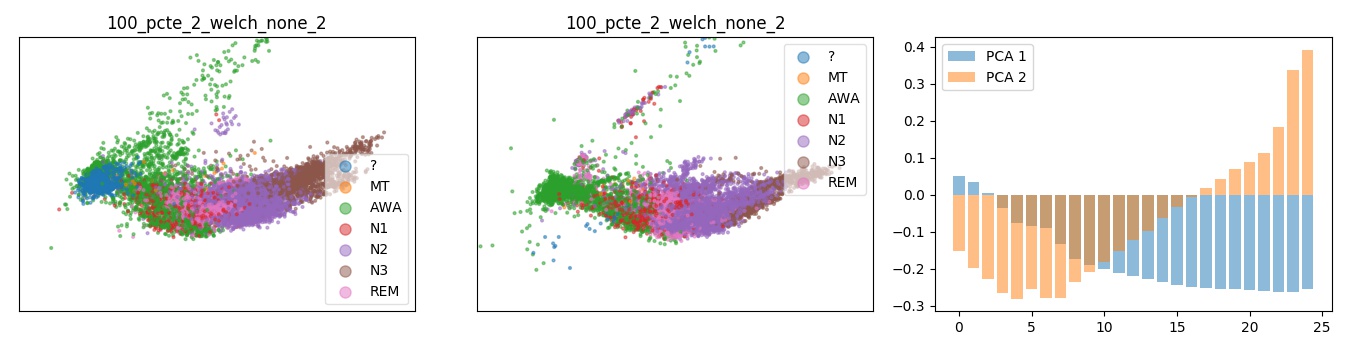 100_pcte_2_welch_none_2
?
MT
AWA
N1
N2
N3
REM
100_pcte_2_welch_none_2
?
MT
AWA
N1
N2
N3
REM
PCA 1
PCA 2
0.4
0.3
0.2
0.1
0.0
−0.1
−0.2
−0.3
0
5
10
15
20
25